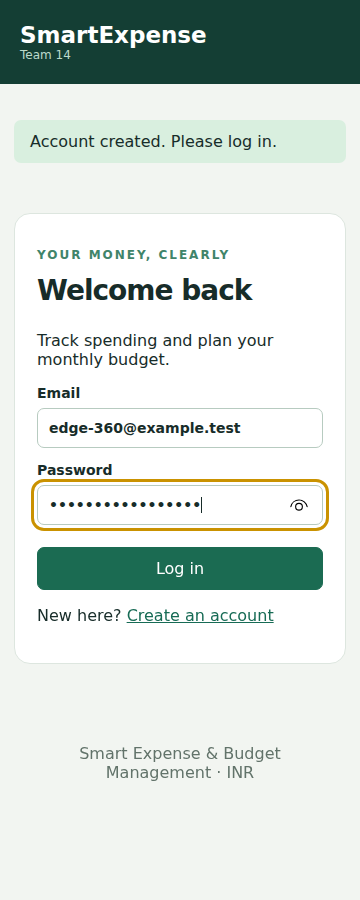 SmartExpense
Team 14
Account created. Please log in.
YOUR MONEY, CLEARLY
Welcome back
Track spending and plan your
monthly budget.
Email
edge-360@example.test
Password
•••••••••••••••••
Log in
New here? Create an account
Smart Expense & Budget
Management · INR